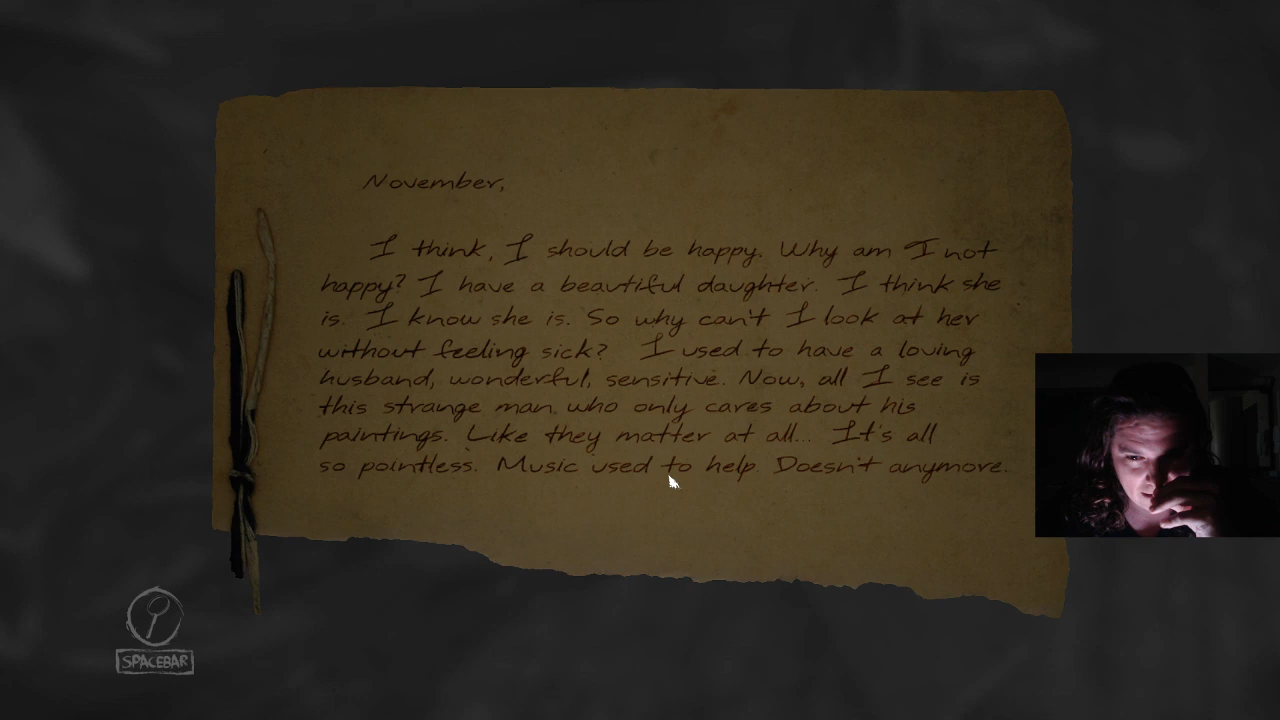 November,
I think, I should be happy. Why am I not
happy? I have a beautiful daughter. I think she
is. I know she is. So why can't I look at her
without feeling sick? I used to have a loving
husband, wonderful, sensitive. Now, all I see is
this strange man who only cares about his
paintings. Like they matter at all... It's all
so pointless. Music used to help. Doesn't anymore.
SPACEBAR